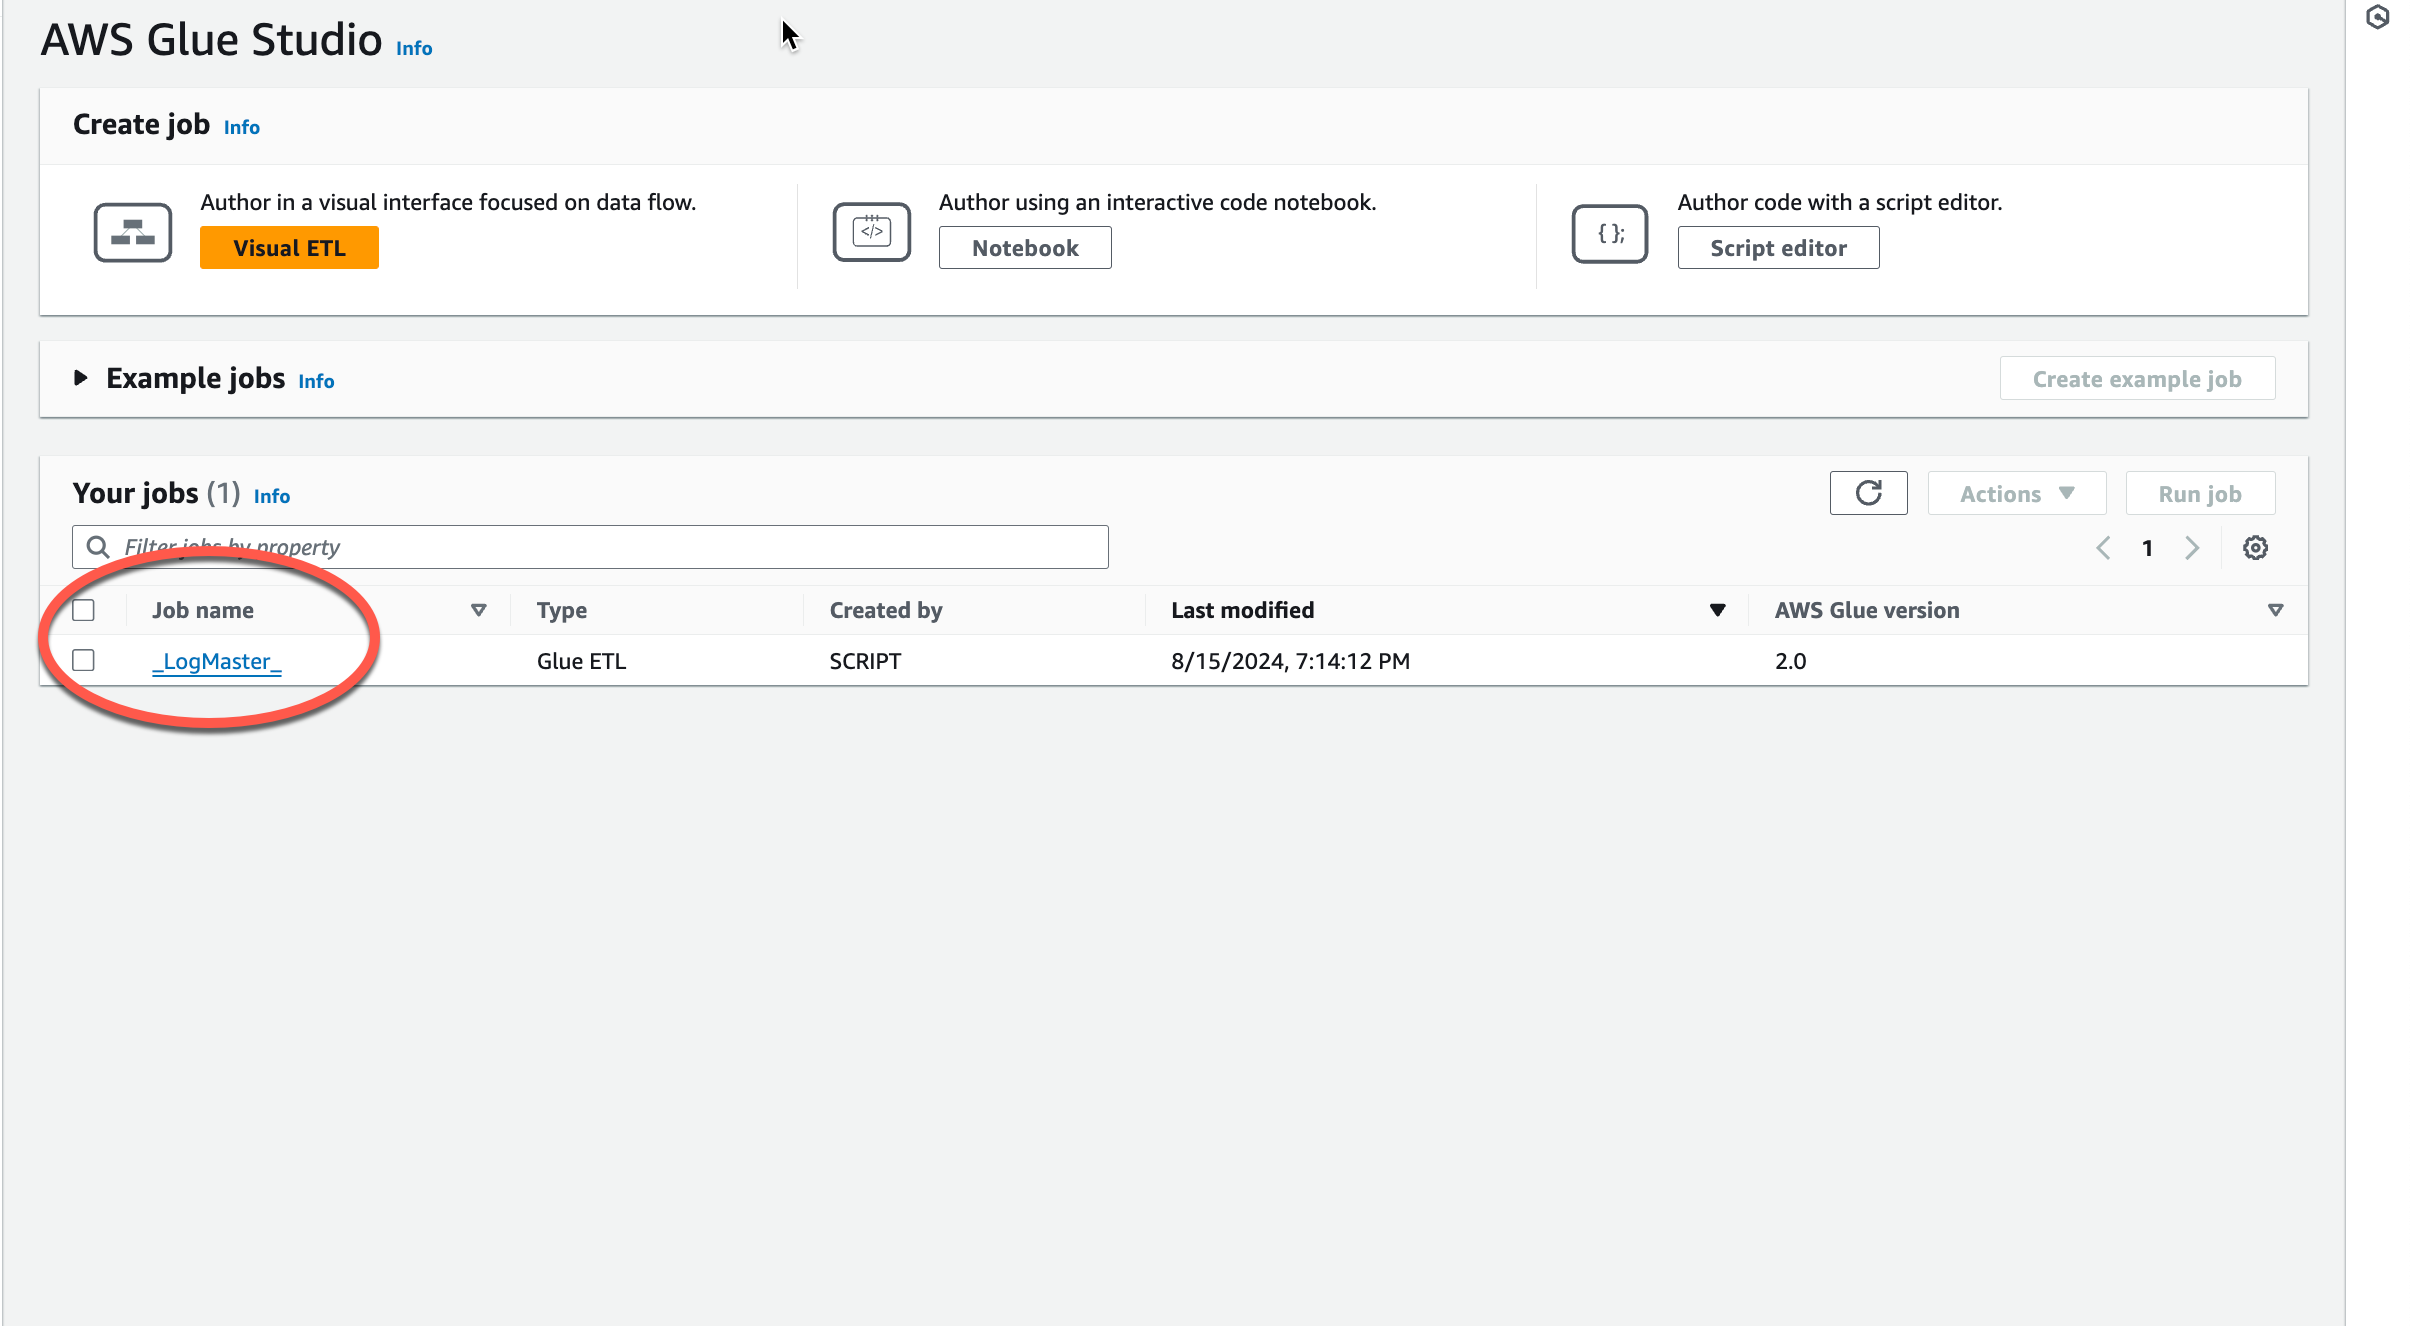 AWS Glue Studio Info
Create job Info
Author in a visual interface focused on data flow.
Visual ETL
</>
Author using an interactive code notebook.
Notebook
{ };
Author code with a script editor.
Script editor
Example jobs Info
Create example job
Your jobs (1) Info
Actions
Run job
Filter jobs by property
1
Job name Type Created by Last modified AWS Glue version
_LogMaster_ Glue ETL SCRIPT 8/15/2024, 7:14:12 PM 2.0